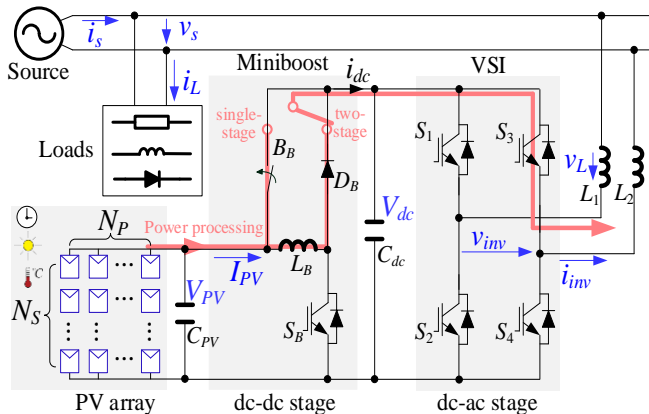 i_s
v_s
Source
i_L
Loads
Miniboost
i_dc
VSI
single-stage
two-stage
B_B
D_B
S_1
S_3
v_L
L_1
L_2
N_P
Power processing
V_dc
C_dc
v_inv
i_inv
L_B
I_PV
°C
V_PV
N_S
C_PV
S_B
S_2
S_4
PV array
dc-dc stage
dc-ac stage